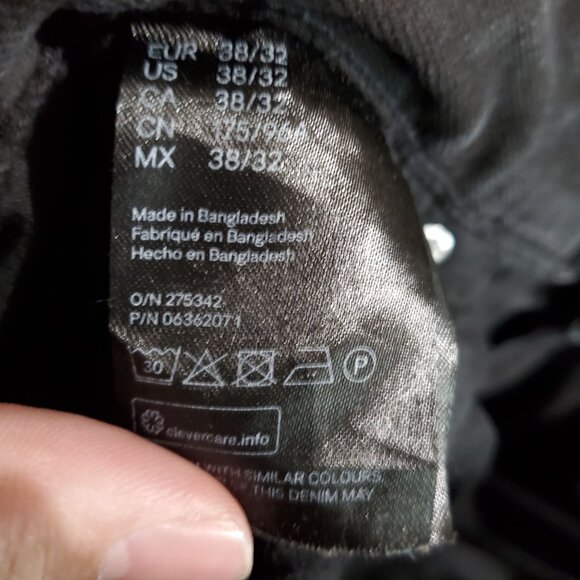 EUR 38/32
US 38/32
CA 38/32
CN 175/96A
MX 38/32
Made in Bangladesh
Fabriqué en Bangladesh
Hecho en Bangladesh
O/N 275342
P/N 06362071
30
P
clevercare.info
WITH SIMILAR COLOURS
THIS DENIM MAY